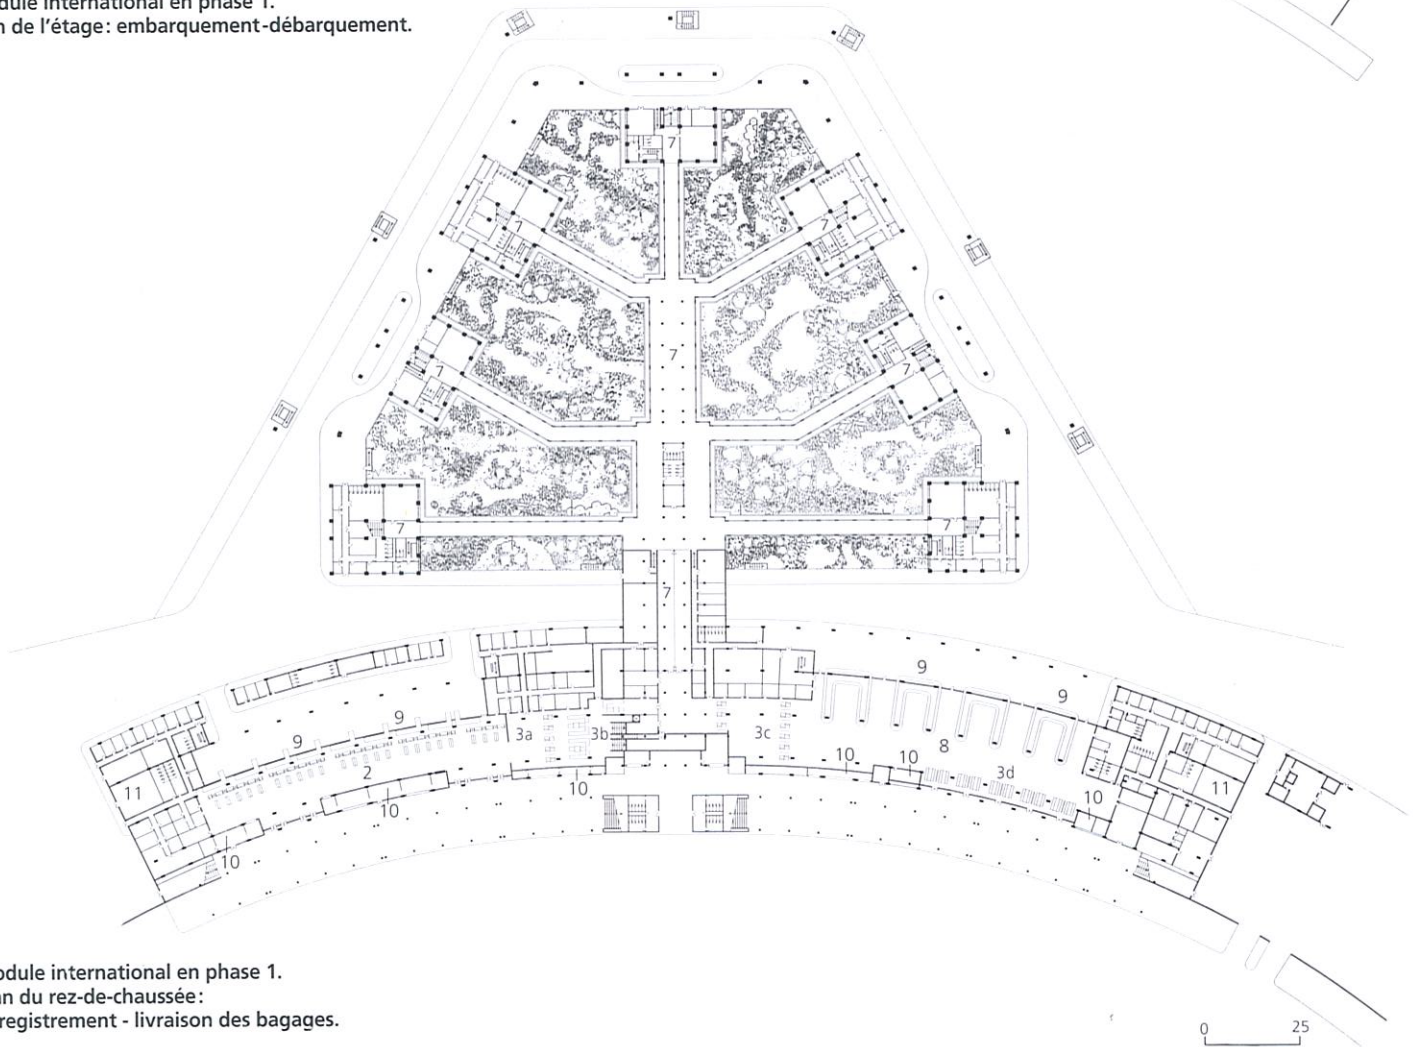 dule international en phase 1.
n de l'étage: embarquement-débarquement.
7
7
7
7
7
7
7
7
7
9
9
9
3a
3b
3c
9
8
2
10
10
3d
10
11
10
10
11
10
odule international en phase 1.
an du rez-de-chaussée:
registrement - livraison des bagages.
0 25